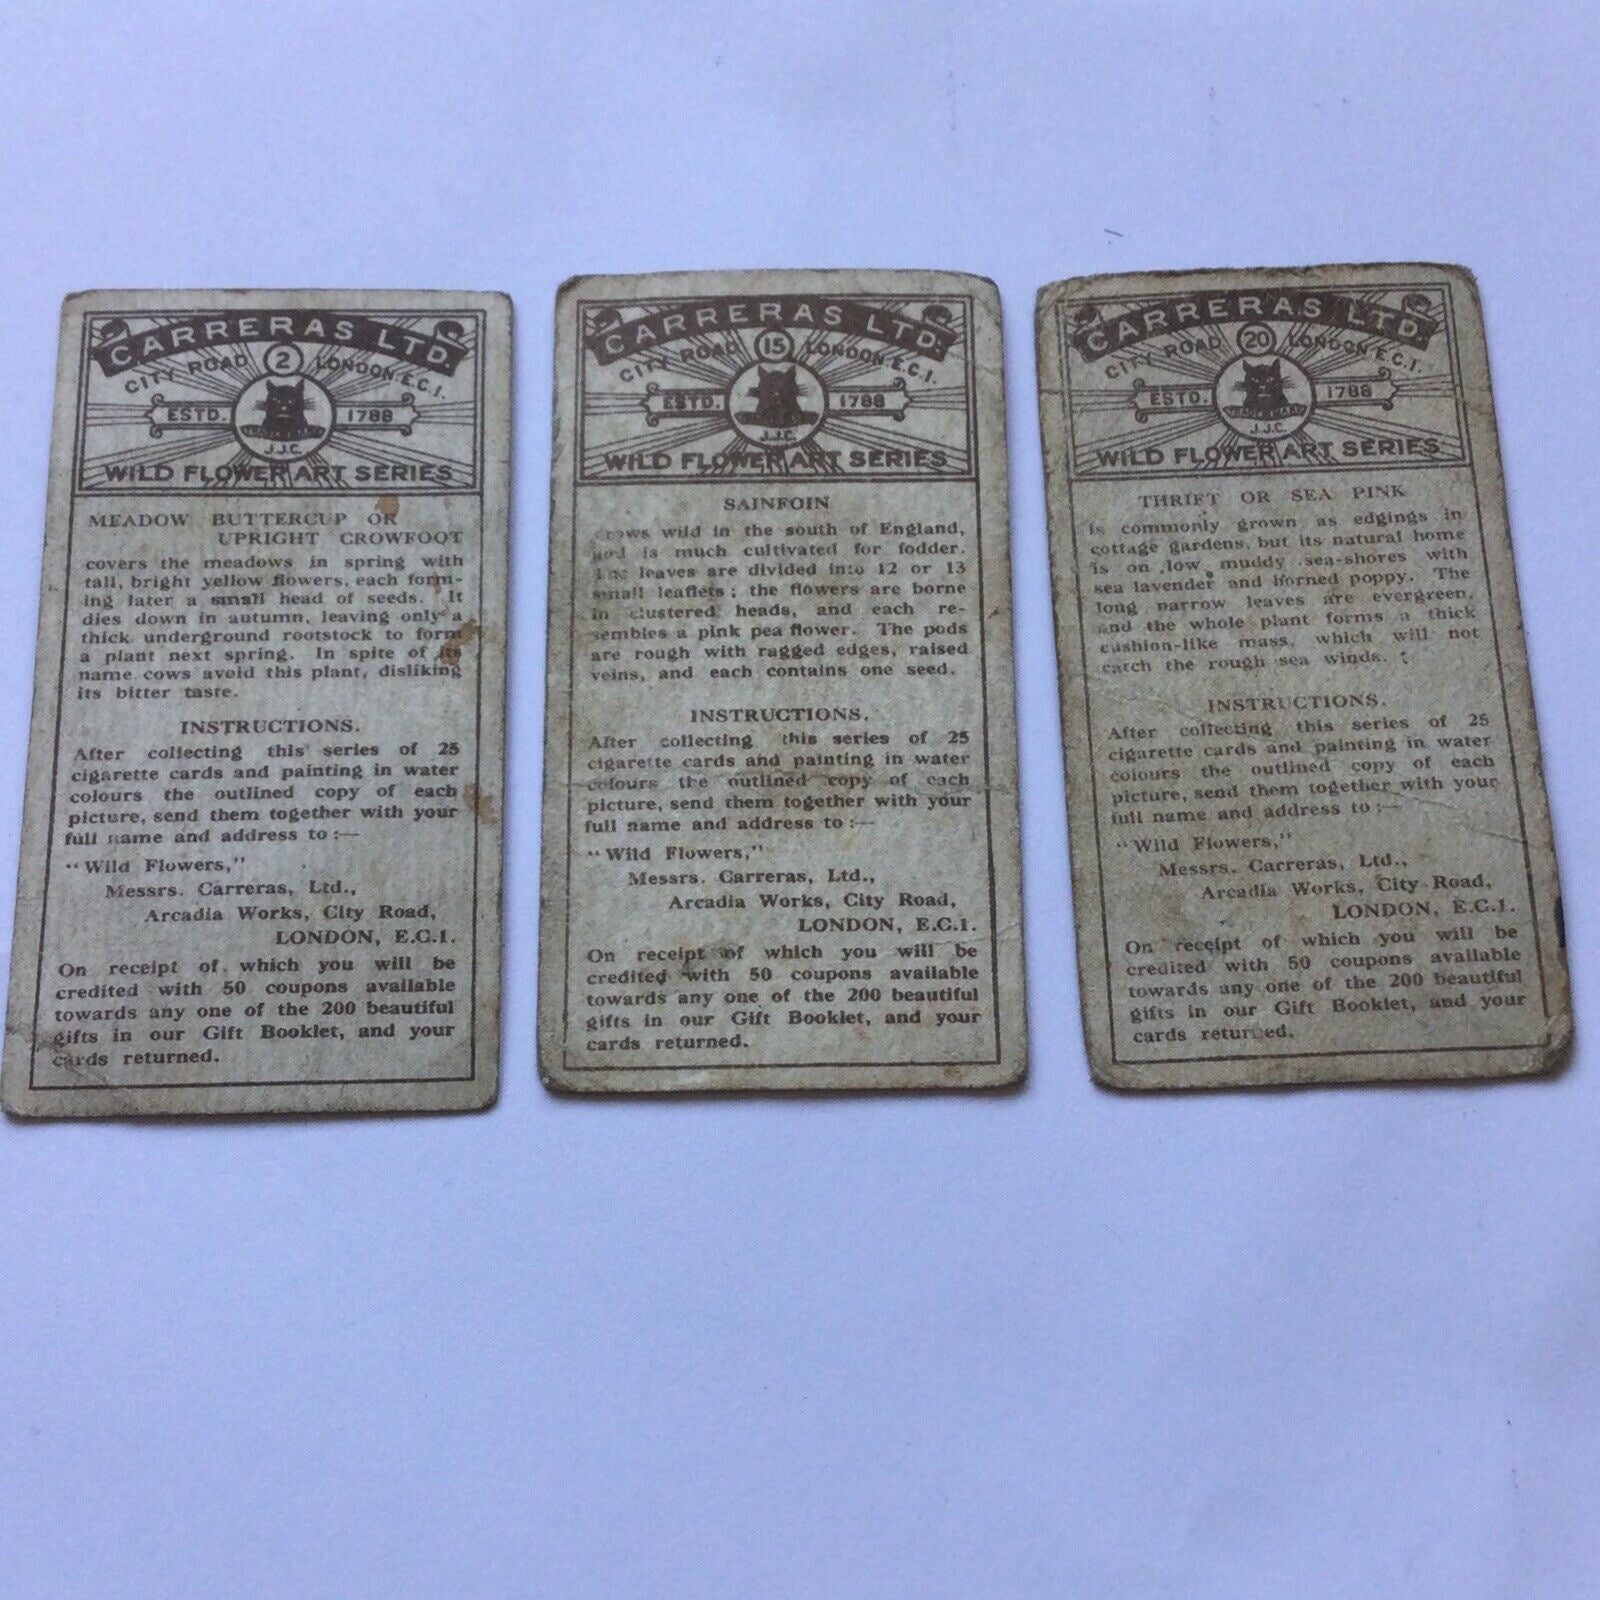 CARRERAS LTD.
CITY ROAD 2 LONDON.E.C.1.
ESTD. 1788
J.J.C.
WILD FLOWER ART SERIES
MEADOW BUTTERCUP OR
UPRIGHT CROWFOOT
covers the meadows in spring with
tall, bright yellow flowers, each form-
ing later a small head of seeds. It
dies down in autumn, leaving only a
thick underground rootstock to form
a plant next spring. In spite of its
name cows avoid this plant, disliking
its bitter taste.
INSTRUCTIONS.
After collecting this series of 25
cigarette cards and painting in water
colours the outlined copy of each
picture, send them together with your
full name and address to :—
"Wild Flowers,"
Messrs. Carreras, Ltd.,
Arcadia Works, City Road,
LONDON, E.C.1.
On receipt of which you will be
credited with 50 coupons available
towards any one of the 200 beautiful
gifts in our Gift Booklet, and your
cards returned.
CARRERAS LTD.
CITY ROAD 15 LONDON.E.C.1.
ESTD. 1788
J.J.C.
WILD FLOWER ART SERIES
SAINFOIN
Grows wild in the south of England,
and is much cultivated for fodder.
The leaves are divided into 12 or 13
small leaflets ; the flowers are borne
in clustered heads, and each re-
sembles a pink pea flower. The pods
are rough with ragged edges, raised
veins, and each contains one seed.
INSTRUCTIONS.
After collecting this series of 25
cigarette cards and painting in water
colours the outlined copy of each
picture, send them together with your
full name and address to :—
"Wild Flowers,"
Messrs. Carreras, Ltd.,
Arcadia Works, City Road,
LONDON, E.C.1.
On receipt of which you will be
credited with 50 coupons available
towards any one of the 200 beautiful
gifts in our Gift Booklet, and your
cards returned.
CARRERAS LTD.
CITY ROAD 20 LONDON.E.C.1.
ESTD. 1788
J.J.C.
WILD FLOWER ART SERIES
THRIFT OR SEA PINK
is commonly grown as edgings in
cottage gardens, but its natural home
is on low muddy sea-shores with
sea lavender and horned poppy. The
long narrow leaves are evergreen,
and the whole plant forms a thick
cushion-like mass, which will not
catch the rough sea winds.
INSTRUCTIONS.
After collecting this series of 25
cigarette cards and painting in water
colours the outlined copy of each
picture, send them together with your
full name and address to :—
"Wild Flowers,"
Messrs. Carreras, Ltd.,
Arcadia Works, City Road,
LONDON, E.C.1.
On receipt of which you will be
credited with 50 coupons available
towards any one of the 200 beautiful
gifts in our Gift Booklet, and your
cards returned.